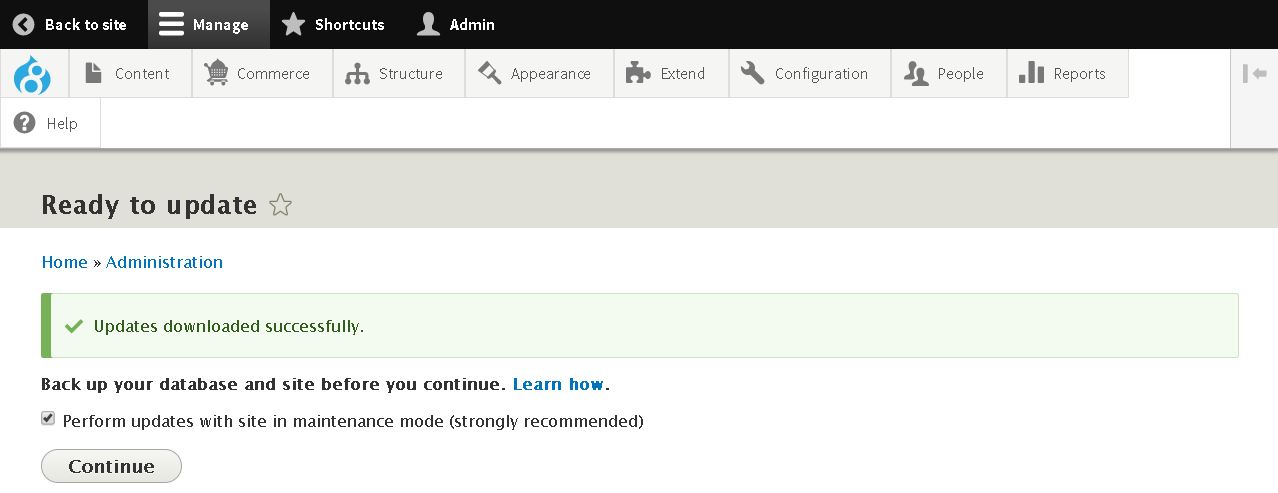 Back to site Manage Shortcuts Admin
Content Commerce Structure Appearance Extend Configuration People Reports
Help
Ready to update
Home » Administration
Updates downloaded successfully.
Back up your database and site before you continue. Learn how.
Perform updates with site in maintenance mode (strongly recommended)
Continue